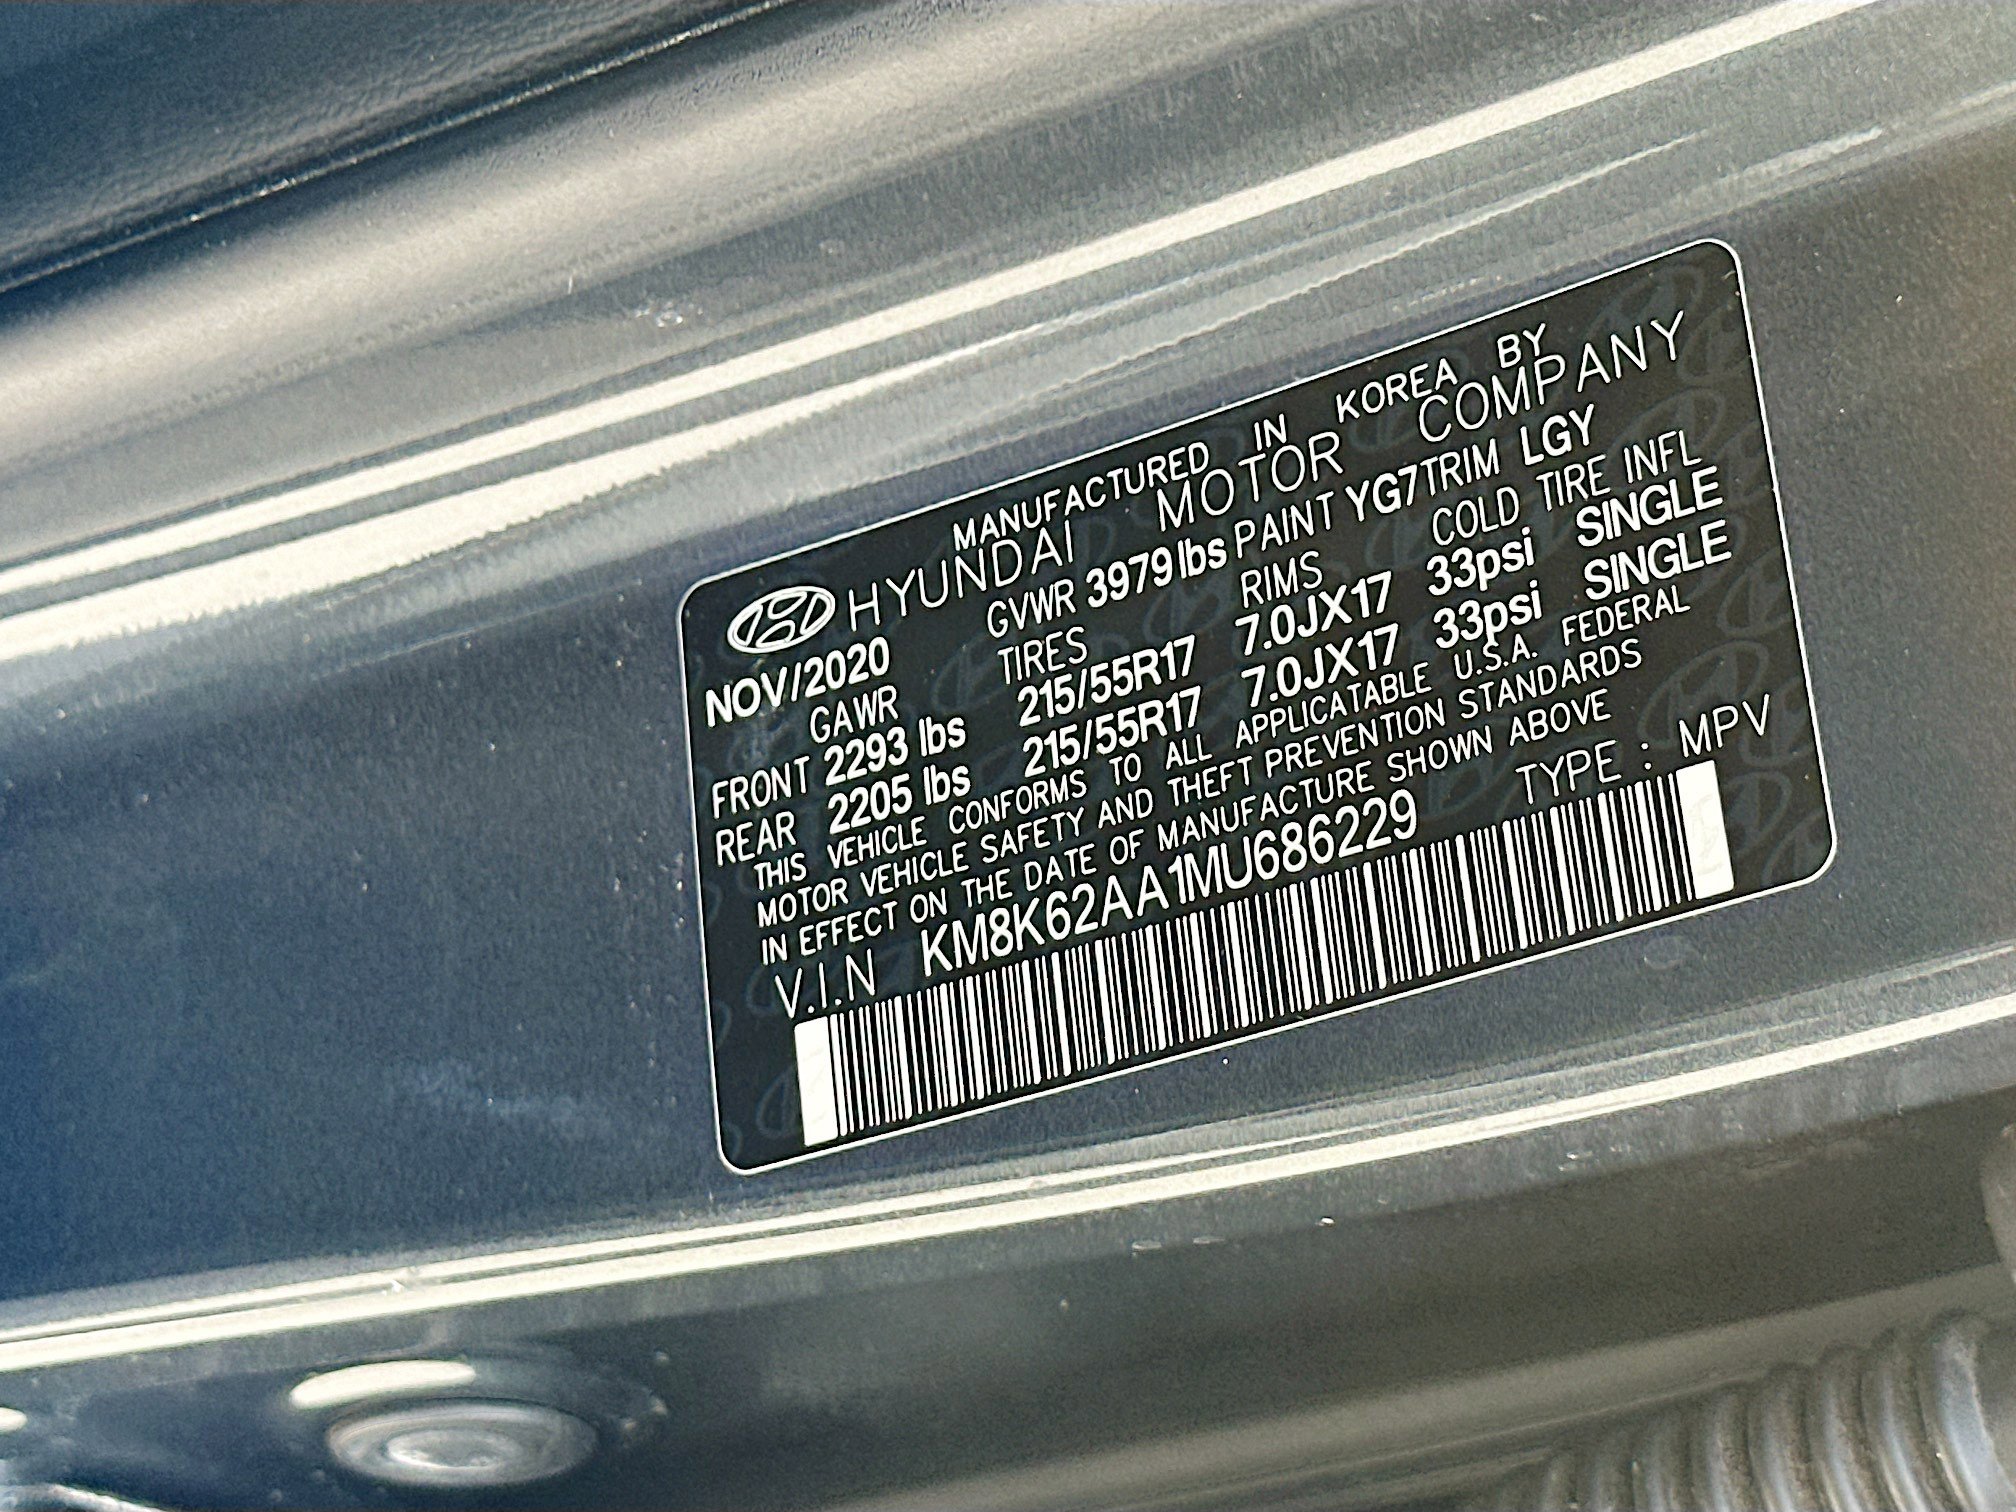 MANUFACTURED IN KOREA BY
HYUNDAI MOTOR COMPANY
NOV/2020 GVWR 3979 lbs PAINT YG7 TRIM LGY
GAWR TIRES RIMS COLD TIRE INFL
FRONT 2293 lbs 215/55R17 7.0JX17 33psi SINGLE
REAR 2205 lbs 215/55R17 7.0JX17 33psi SINGLE
THIS VEHICLE CONFORMS TO ALL APPLICATABLE U.S.A. FEDERAL
MOTOR VEHICLE SAFETY AND THEFT PREVENTION STANDARDS
IN EFFECT ON THE DATE OF MANUFACTURE SHOWN ABOVE
V.I.N KM8K62AA1MU686229 TYPE : MPV